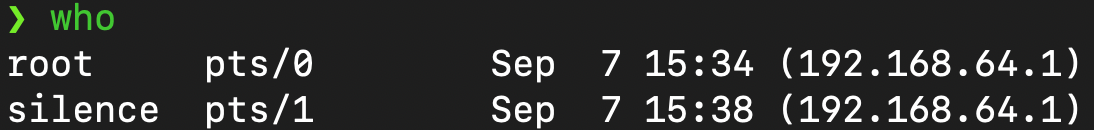 ❯ who
root     pts/0        Sep  7 15:34 (192.168.64.1)
silence  pts/1        Sep  7 15:38 (192.168.64.1)